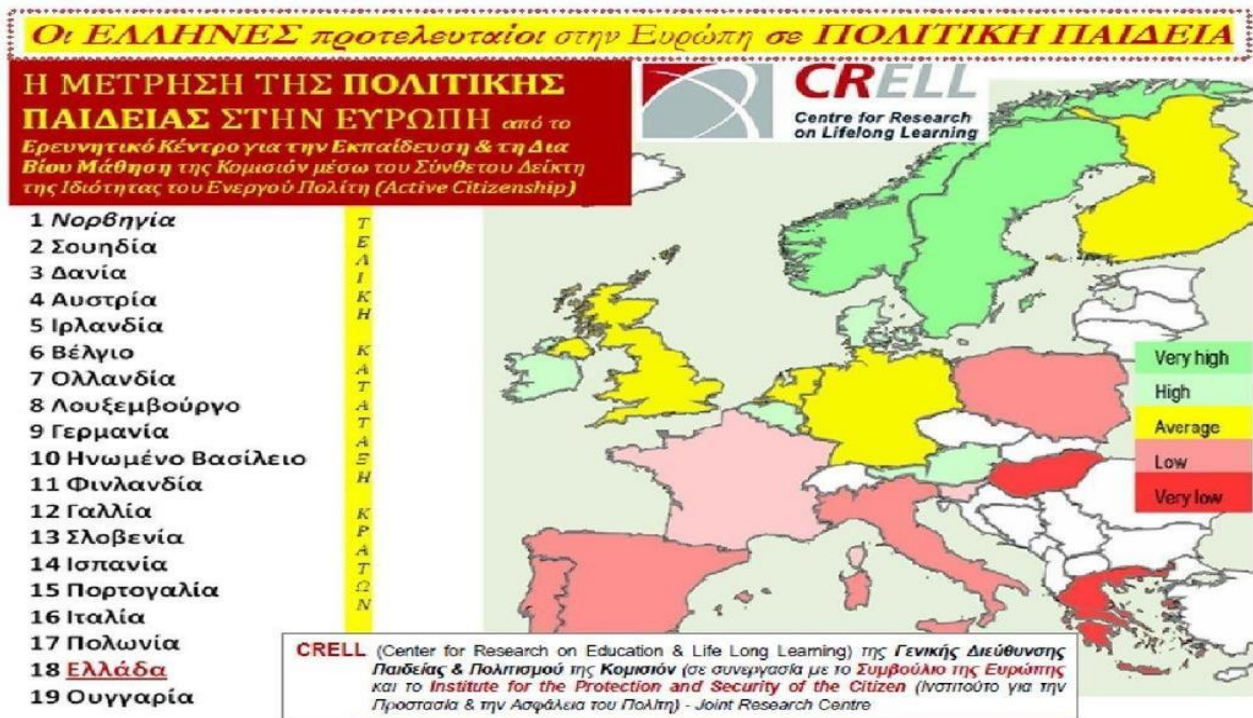 Οι ΕΛΛΗΝΕΣ προτελευταίοι στην Ευρώπη σε ΠΟΛΙΤΙΚΗ ΠΑΙΔΕΙΑ
Η ΜΕΤΡΗΣΗ ΤΗΣ ΠΟΛΙΤΙΚΗΣ
ΠΑΙΔΕΙΑΣ ΣΤΗΝ ΕΥΡΩΠΗ από το
Ερευνητικό Κέντρο για την Εκπαίδευση & τη Δια
Βίου Μάθηση της Κομισιόν μέσω του Σύνθετου Δείκτη
της Ιδιότητας του Ενεργού Πολίτη (Active Citizenship)
CRELL
Centre for Research
on Lifelong Learning
1 Νορβηγία
2 Σουηδία
3 Δανία
4 Αυστρία
5 Ιρλανδία
6 Βέλγιο
7 Ολλανδία
8 Λουξεμβούργο
9 Γερμανία
10 Ηνωμένο Βασίλειο
11 Φινλανδία
12 Γαλλία
13 Σλοβενία
14 Ισπανία
15 Πορτογαλία
16 Ιταλία
17 Πολωνία
18 Ελλάδα
19 Ουγγαρία
ΤΕΛΙΚΗ ΚΑΤΑΤΑΞΗ ΚΡΑΤΩΝ
Very high
High
Average
Low
Very low
CRELL (Center for Research on Education & Life Long Learning) της Γενικής Διεύθυνσης
Παιδείας & Πολιτισμού της Κομισιόν (σε συνεργασία με το Συμβούλιο της Ευρώπης
και το Institute for the Protection and Security of the Citizen (Ινστιτούτο για την
Προστασία & την Ασφάλεια του Πολίτη) - Joint Research Centre